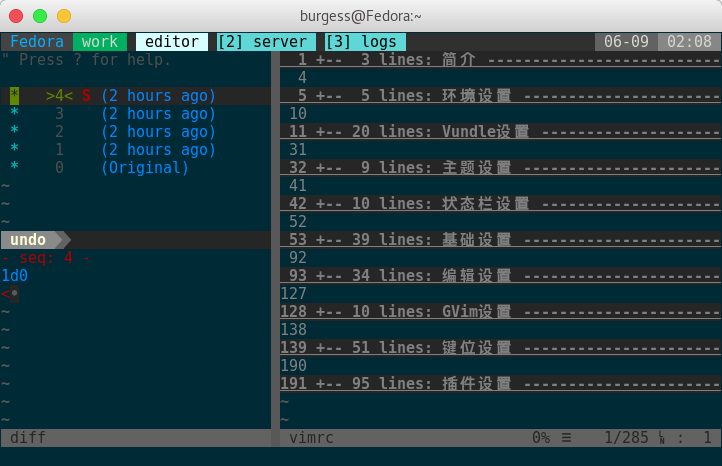 burgess@Fedora:~
Fedora work editor [2] server [3] logs 06-09 02:08
" Press ? for help.
* >4< S (2 hours ago)
* 3 (2 hours ago)
* 2 (2 hours ago)
* 1 (2 hours ago)
* 0 (Original)
~
~
~
undo
- seq: 4 -
1d0
<•
~
~
~
~
~
~
~
diff
1 +-- 3 lines: 简介 --------------------------
4
5 +-- 5 lines: 环境设置 ----------------------
10
11 +-- 20 lines: Vundle设置 --------------------
31
32 +-- 9 lines: 主题设置 ----------------------
41
42 +-- 10 lines: 状态栏设置 --------------------
52
53 +-- 39 lines: 基础设置 ----------------------
92
93 +-- 34 lines: 编辑设置 ----------------------
127
128 +-- 10 lines: GVim设置 ----------------------
138
139 +-- 51 lines: 键位设置 ----------------------
190
191 +-- 95 lines: 插件设置 ----------------------
~
~
vimrc 0% ☰ 1/285 ㏑ : 1